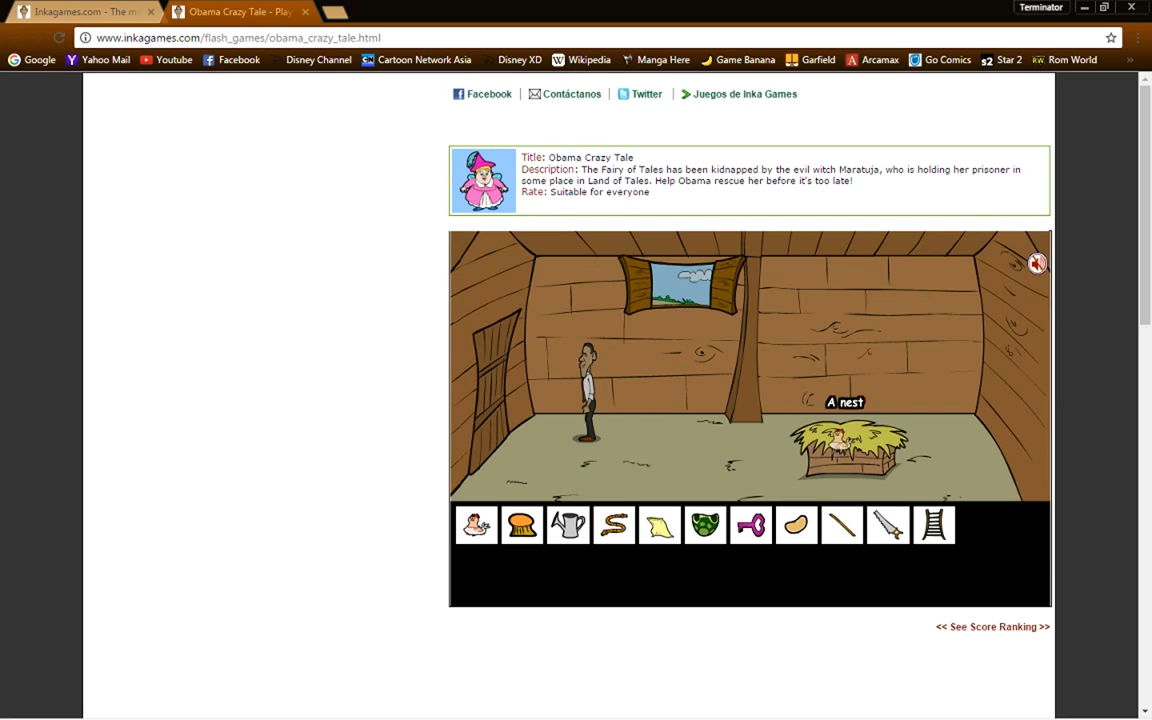 Inkagames.com - The m
Obama Crazy Tale - Play
Terminator
www.inkagames.com/flash_games/obama_crazy_tale.html
Google Yahoo Mail Youtube Facebook Disney Channel Cartoon Network Asia Disney XD Wikipedia Manga Here Game Banana Garfield Arcamax Go Comics Star 2 Rom World
Facebook | Contáctanos | Twitter | Juegos de Inka Games
Title: Obama Crazy Tale
Description: The Fairy of Tales has been kidnapped by the evil witch Maratuja, who is holding her prisoner in
some place in Land of Tales. Help Obama rescue her before it's too late!
Rate: Suitable for everyone
A nest
<< See Score Ranking >>